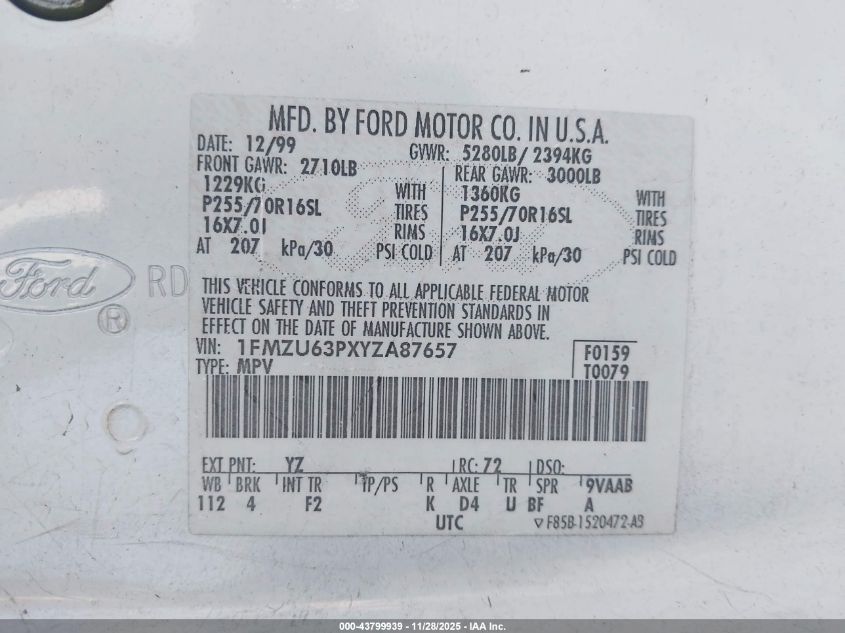 MFD. BY FORD MOTOR CO. IN U.S.A.
DATE: 12/99 GVWR: 5280LB/ 2394KG
FRONT GAWR: 2710LB REAR GAWR: 3000LB
1229KG WITH 1360KG WITH
P255/70R16SL TIRES P255/70R16SL TIRES
16X7.0J RIMS 16X7.0J RIMS
AT 207 kPa/30 PSI COLD AT 207 kPa/30 PSI COLD
Ford RD
®
THIS VEHICLE CONFORMS TO ALL APPLICABLE FEDERAL MOTOR
VEHICLE SAFETY AND THEFT PREVENTION STANDARDS IN
EFFECT ON THE DATE OF MANUFACTURE SHOWN ABOVE.
VIN: 1FMZU63PXYZA87657 F0159
TYPE: MPV T0079
EXT PNT: YZ RC: 72 DSO:
WB BRK INT TR TP/PS R AXLE TR SPR 9VAAB
112 4 F2 K D4 U BF A
UTC ▽ F85B-1520472-AB
000-43799939 | 11/28/2025 | IAA Inc.